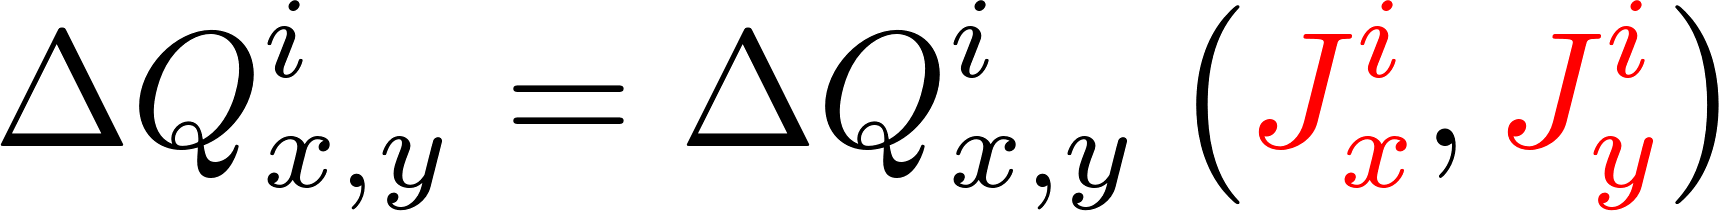 ΔQ^i_{x,y} = ΔQ^i_{x,y} (J^i_x, J^i_y)